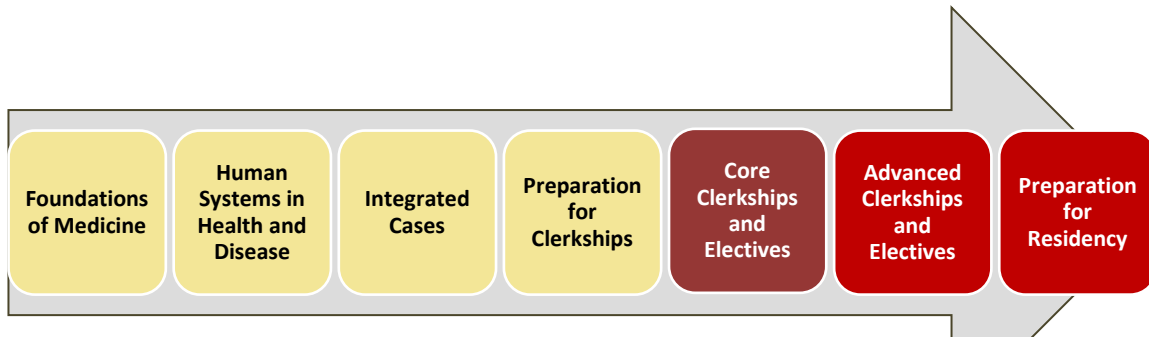 Foundations
of Medicine
Human
Systems in
Health and
Disease
Integrated
Cases
Preparation
for
Clerkships
Core
Clerkships
and
Electives
Advanced
Clerkships
and
Electives
Preparation
for
Residency